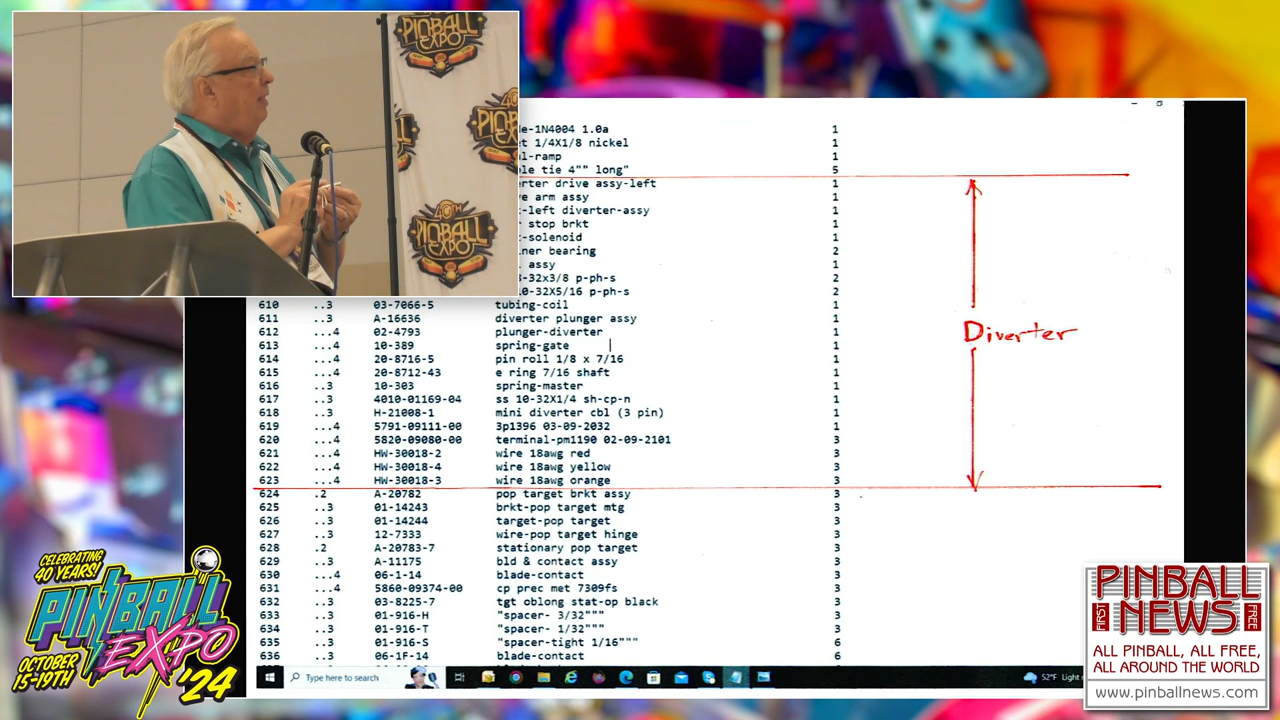 40TH
PINBALL
EXPO
PINBALL
EXPO
40TH
PINBALL
EXPO
de-1N4004 1.0a 1
et 1/4X1/8 nickel 1
al-ramp 1
ble tie 4"" long" 5
erter drive assy-left 1
ve arm assy 1
t-left diverter-assy 1
r stop brkt 1
t-solenoid 1
iner bearing 2
assy 1
-32x3/8 p-ph-s 2
10-32X5/16 p-ph-s 2
610 ..3 03-7066-5 tubing-coil 1
611 ..3 A-16636 diverter plunger assy 1
612 ...4 02-4793 plunger-diverter 1
613 ...4 10-389 spring-gate 1
614 ...4 20-8716-5 pin roll 1/8 x 7/16 1
615 ...4 20-8712-43 e ring 7/16 shaft 1
616 ..3 10-303 spring-master 1
617 ..3 4010-01169-04 ss 10-32X1/4 sh-cp-n 1
618 ..3 H-21008-1 mini diverter cbl (3 pin) 1
619 ...4 5791-09111-00 3p1396 03-09-2032 1
620 ...4 5820-09080-00 terminal-pm1190 02-09-2101 3
621 ...4 HW-30018-2 wire 18awg red 3
622 ...4 HW-30018-4 wire 18awg yellow 3
623 ...4 HW-30018-3 wire 18awg orange 3
Diverter
624 .2 A-20782 pop target brkt assy 3
625 ..3 01-14243 brkt-pop target mtg 3
626 ..3 01-14244 target-pop target 3
627 ..3 12-7333 wire-pop target hinge 3
628 .2 A-20783-7 stationary pop target 3
629 ..3 A-11175 bld & contact assy 3
630 ...4 06-1-14 blade-contact 3
631 ...4 5860-09374-00 cp prec met 7309fs 3
632 ..3 03-8225-7 tgt oblong stat-op black 3
633 ..3 01-916-H "spacer- 3/32""" 3
634 ..3 01-916-T "spacer- 1/32""" 3
635 ..3 01-916-S "spacer-tight 1/16""" 6
636 ..3 06-1F-14 blade-contact 6
Type here to search
52°F Light
CELEBRATING
40 YEARS!
PINBALL
EXPO
OCTOBER
15-19TH
'24
PINBALL
FIRST NEWS FREE
ALL PINBALL, ALL FREE,
ALL AROUND THE WORLD
www.pinballnews.com